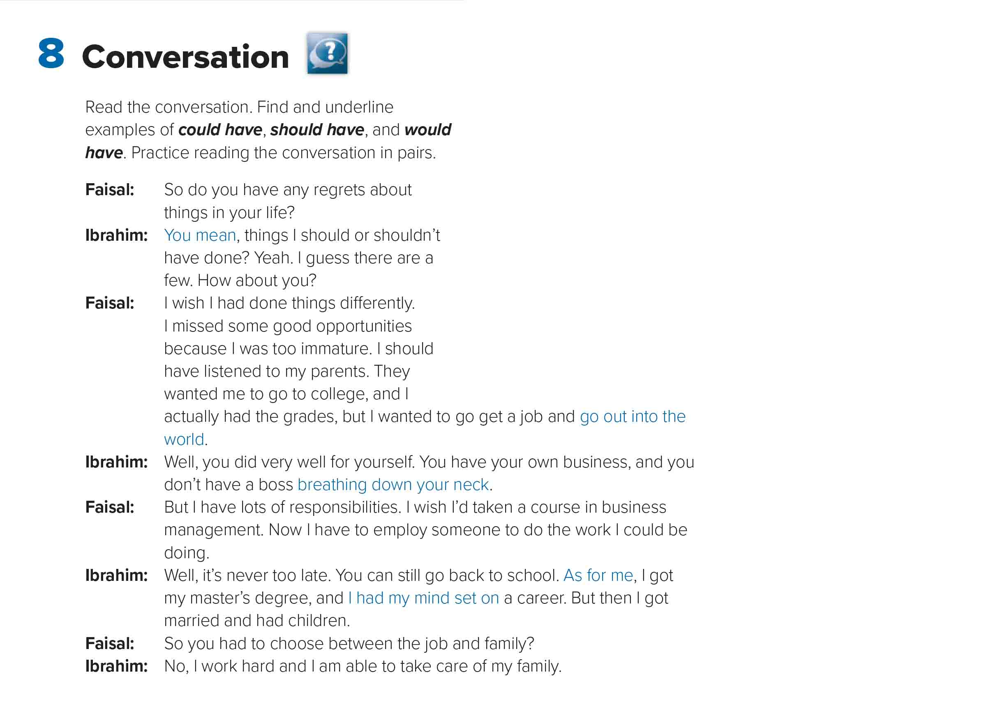 8 Conversation ?
Read the conversation. Find and underline
examples of could have, should have, and would
have. Practice reading the conversation in pairs.
Faisal: So do you have any regrets about
things in your life?
Ibrahim: You mean, things I should or shouldn’t
have done? Yeah. I guess there are a
few. How about you?
Faisal: I wish I had done things differently.
I missed some good opportunities
because I was too immature. I should
have listened to my parents. They
wanted me to go to college, and I
actually had the grades, but I wanted to go get a job and go out into the
world.
Ibrahim: Well, you did very well for yourself. You have your own business, and you
don’t have a boss breathing down your neck.
Faisal: But I have lots of responsibilities. I wish I’d taken a course in business
management. Now I have to employ someone to do the work I could be
doing.
Ibrahim: Well, it’s never too late. You can still go back to school. As for me, I got
my master’s degree, and I had my mind set on a career. But then I got
married and had children.
Faisal: So you had to choose between the job and family?
Ibrahim: No, I work hard and I am able to take care of my family.